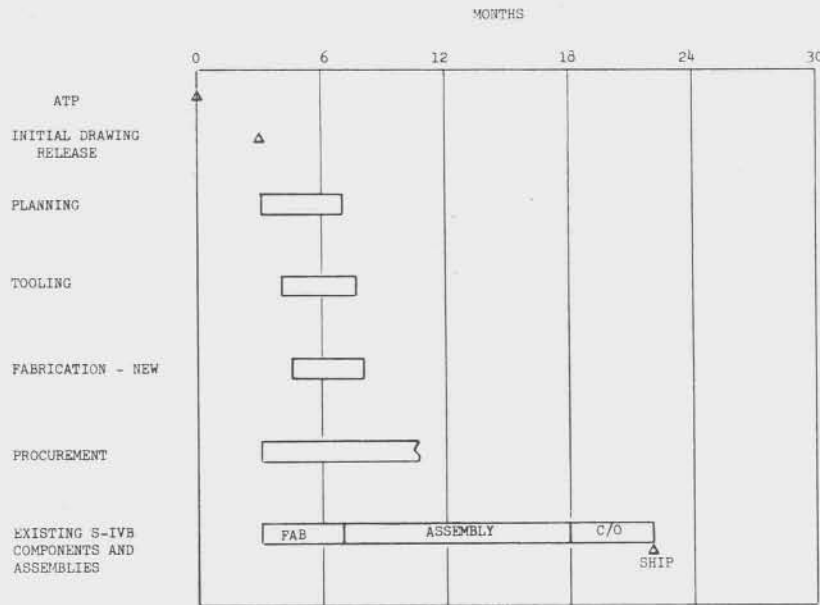 MONTHS
0 6 12 18 24 30
ATP
INITIAL DRAWING
RELEASE
PLANNING
TOOLING
FABRICATION - NEW
PROCUREMENT
EXISTING S-IVB
COMPONENTS AND
ASSEMBLIES
FAB ASSEMBLY C/O
SHIP